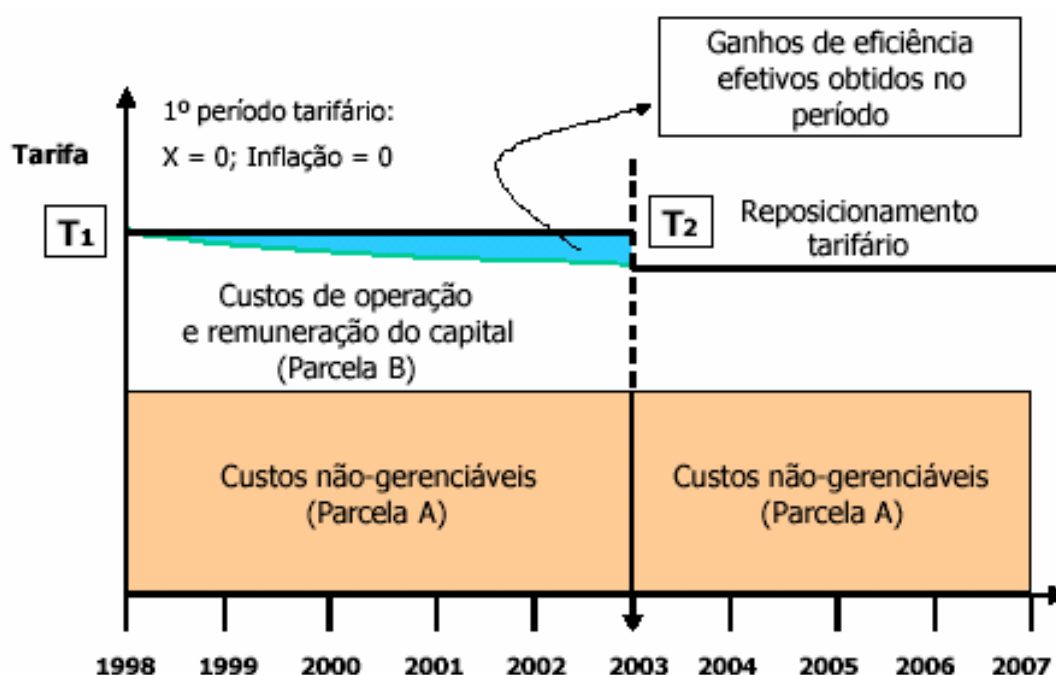 Ganhos de eficiência
efetivos obtidos no
período
1º período tarifário:
X = 0; Inflação = 0
Tarifa
T1
T2
Reposicionamento
tarifário
Custos de operação
e remuneração do capital
(Parcela B)
Custos não-gerenciáveis
(Parcela A)
Custos não-gerenciáveis
(Parcela A)
1998 1999 2000 2001 2002 2003 2004 2005 2006 2007